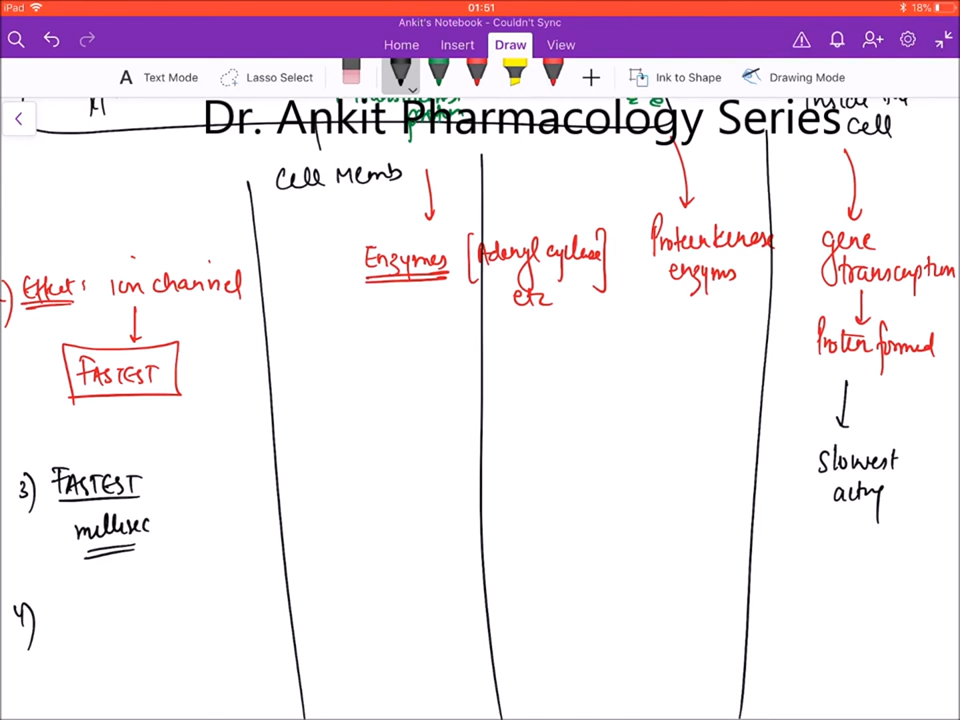 iPad
01:51
18%
Ankit's Notebook - Couldn't Sync
Home Insert Draw View
A Text Mode
Lasso Select
Ink to Shape
Drawing Mode
Dr. Ankit Pharmacology Series
cell
Cell Memb
Effect: ion channel
FASTEST
Enzymes [Adenyl cyclase]
etc
Protein kenase
enzyms
gene
transcription
Protein formed
Slowest
3) FASTEST
millisec
4)